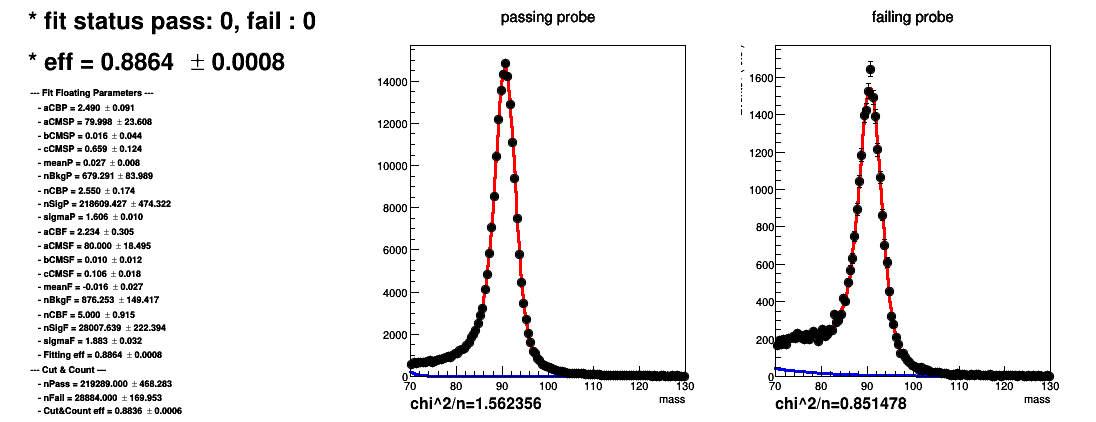 * fit status pass: 0, fail : 0
* eff = 0.8864 ± 0.0008
--- Fit Floating Parameters ---
- aCBP = 2.490 ± 0.091
- aCMSP = 79.998 ± 23.608
- bCMSP = 0.016 ± 0.044
- cCMSP = 0.659 ± 0.124
- meanP = 0.027 ± 0.008
- nBkgP = 679.291 ± 83.989
- nCBP = 2.550 ± 0.174
- nSigP = 218609.427 ± 474.322
- sigmaP = 1.606 ± 0.010
- aCBF = 2.234 ± 0.305
- aCMSF = 80.000 ± 18.495
- bCMSF = 0.010 ± 0.012
- cCMSF = 0.106 ± 0.018
- meanF = -0.016 ± 0.027
- nBkgF = 876.253 ± 149.417
- nCBF = 5.000 ± 0.915
- nSigF = 28007.639 ± 222.394
- sigmaF = 1.883 ± 0.032
- Fitting eff = 0.8864 ± 0.0008
--- Cut & Count ---
- nPass = 219289.000 ± 468.283
- nFail = 28884.000 ± 169.953
- Cut&Count eff = 0.8836 ± 0.0006
passing probe
14000
12000
10000
8000
6000
4000
2000
0
70 80 90 100 110 120 130
mass
chi^2/n=1.562356
failing probe
1600
1400
1200
1000
800
600
400
200
0
70 80 90 100 110 120 130
mass
chi^2/n=0.851478